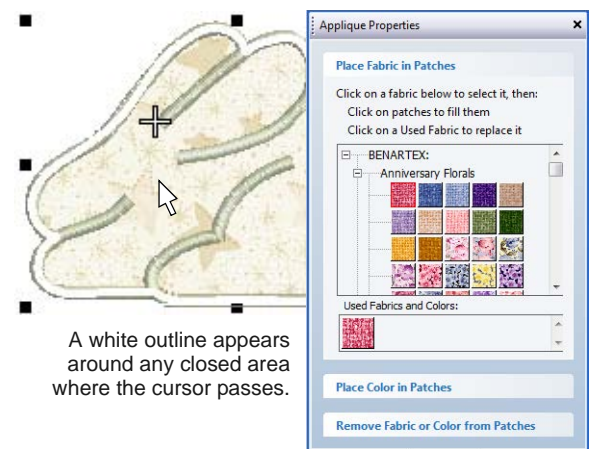 Applique Properties
Place Fabric in Patches
Click on a fabric below to select it, then:
Click on patches to fill them
Click on a Used Fabric to replace it
BENARTEX:
Anniversary Florals
Used Fabrics and Colors:
Place Color in Patches
Remove Fabric or Color from Patches
A white outline appears
around any closed area
where the cursor passes.